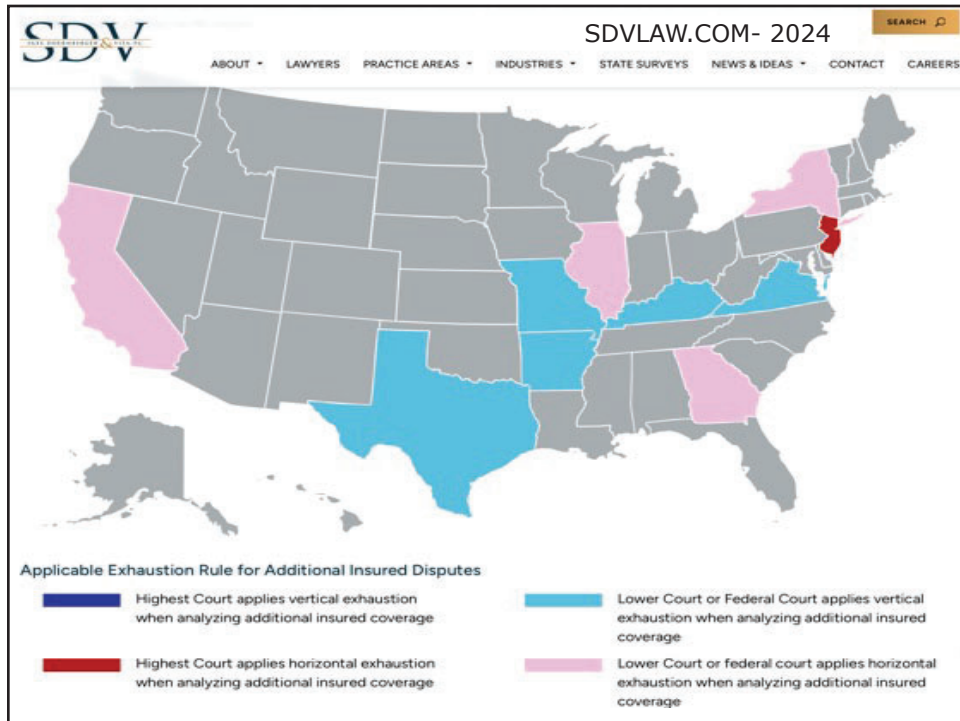 SDV
SAXE DOERNBERGER & VITA, P.C.
SDVLAW.COM- 2024
SEARCH
ABOUT LAWYERS PRACTICE AREAS INDUSTRIES STATE SURVEYS NEWS & IDEAS CONTACT CAREERS
Applicable Exhaustion Rule for Additional Insured Disputes
Highest Court applies vertical exhaustion
when analyzing additional insured coverage
Lower Court or Federal Court applies vertical
exhaustion when analyzing additional insured
coverage
Highest Court applies horizontal exhaustion
when analyzing additional insured coverage
Lower Court or federal court applies horizontal
exhaustion when analyzing additional insured
coverage